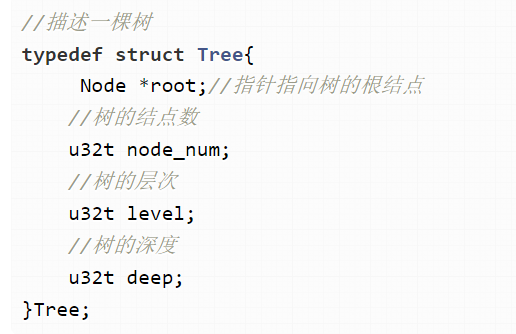 //描述一棵树
typedef struct Tree{
Node *root;//指针指向树的根结点
//树的结点数
u32t node_num;
//树的层次
u32t level;
//树的深度
u32t deep;
}Tree;